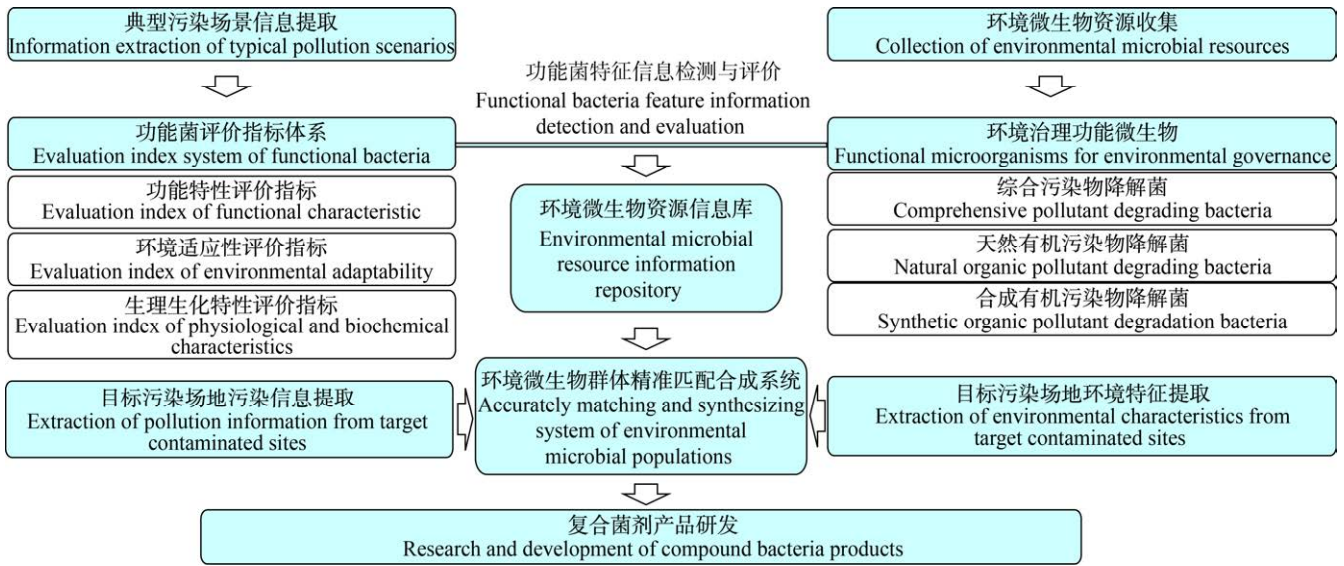 典型污染场景信息提取
Information extraction of typical pollution scenarios
环境微生物资源收集
Collection of environmental microbial resources
功能菌特征信息检测与评价
Functional bacteria feature information
detection and evaluation
功能菌评价指标体系
Evaluation index system of functional bacteria
环境治理功能微生物
Functional microorganisms for environmental governance
功能特性评价指标
Evaluation index of functional characteristic
环境适应性评价指标
Evaluation index of environmental adaptability
生理生化特性评价指标
Evaluation index of physiological and biochemical
characteristics
环境微生物资源信息库
Environmental microbial
resource information
repository
综合污染物降解菌
Comprehensive pollutant degrading bacteria
天然有机污染物降解菌
Natural organic pollutant degrading bacteria
合成有机污染物降解菌
Synthetic organic pollutant degradation bacteria
目标污染场地污染信息提取
Extraction of pollution information from target
contaminated sites
环境微生物群体精准匹配合成系统
Accurately matching and synthesizing
system of environmental
microbial populations
目标污染场地环境特征提取
Extraction of environmental characteristics from
target contaminated sites
复合菌剂产品研发
Research and development of compound bacteria products